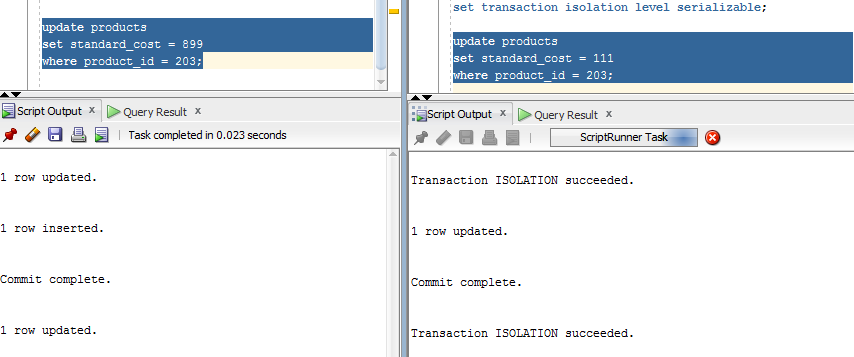 update products
set standard_cost = 899
where product_id = 203;
Script Output x
Query Result x
Task completed in 0.023 seconds
1 row updated.
1 row inserted.
Commit complete.
1 row updated.
set transaction isolation level serializable;
update products
set standard_cost = 111
where product_id = 203;
Script Output x
Query Result x
ScriptRunner Task
Transaction ISOLATION succeeded.
1 row updated.
Commit complete.
Transaction ISOLATION succeeded.